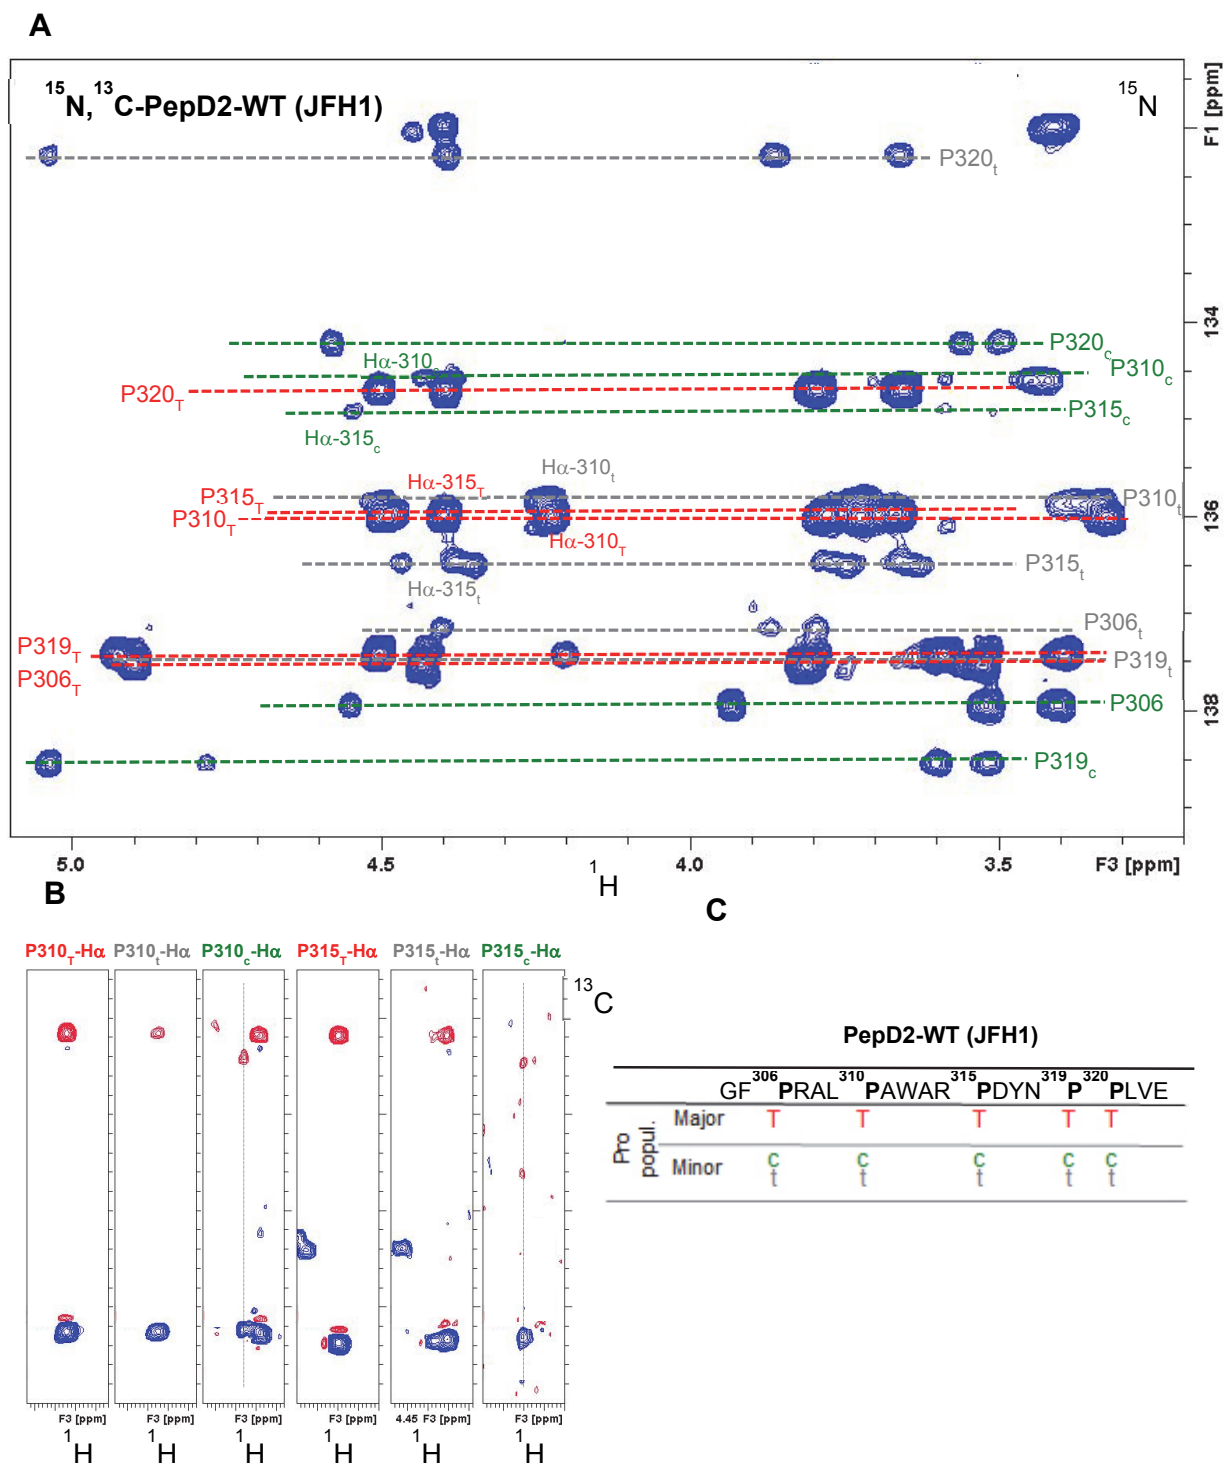 A
15N,13C-PepD2-WT (JFH1)
15N
F1 [ppm]
P320t
134
P320c
Hα-310
P310c
P320T
P315c
Hα-315c
Hα-310t
Hα-315T
P315T
P310t
P310T
136
Hα-310T
P315t
Hα-315t
P306t
P319T
P319t
P306T
P306
138
P319c
5.0 4.5 4.0 3.5 F3 [ppm]
1H
B
C
P310T-Hα P310t-Hα P310c-Hα P315T-Hα P315t-Hα P315c-Hα
13C
PepD2-WT (JFH1)
GF306PRAL310PAWAR315PDYN319P320PLVE
Pro popul.
Major T T T T T
Minor c c c c c
t t t t t
F3 [ppm] F3 [ppm] F3 [ppm] F3 [ppm] 4.45 F3 [ppm] F3 [ppm]
1H 1H 1H 1H 1H 1H